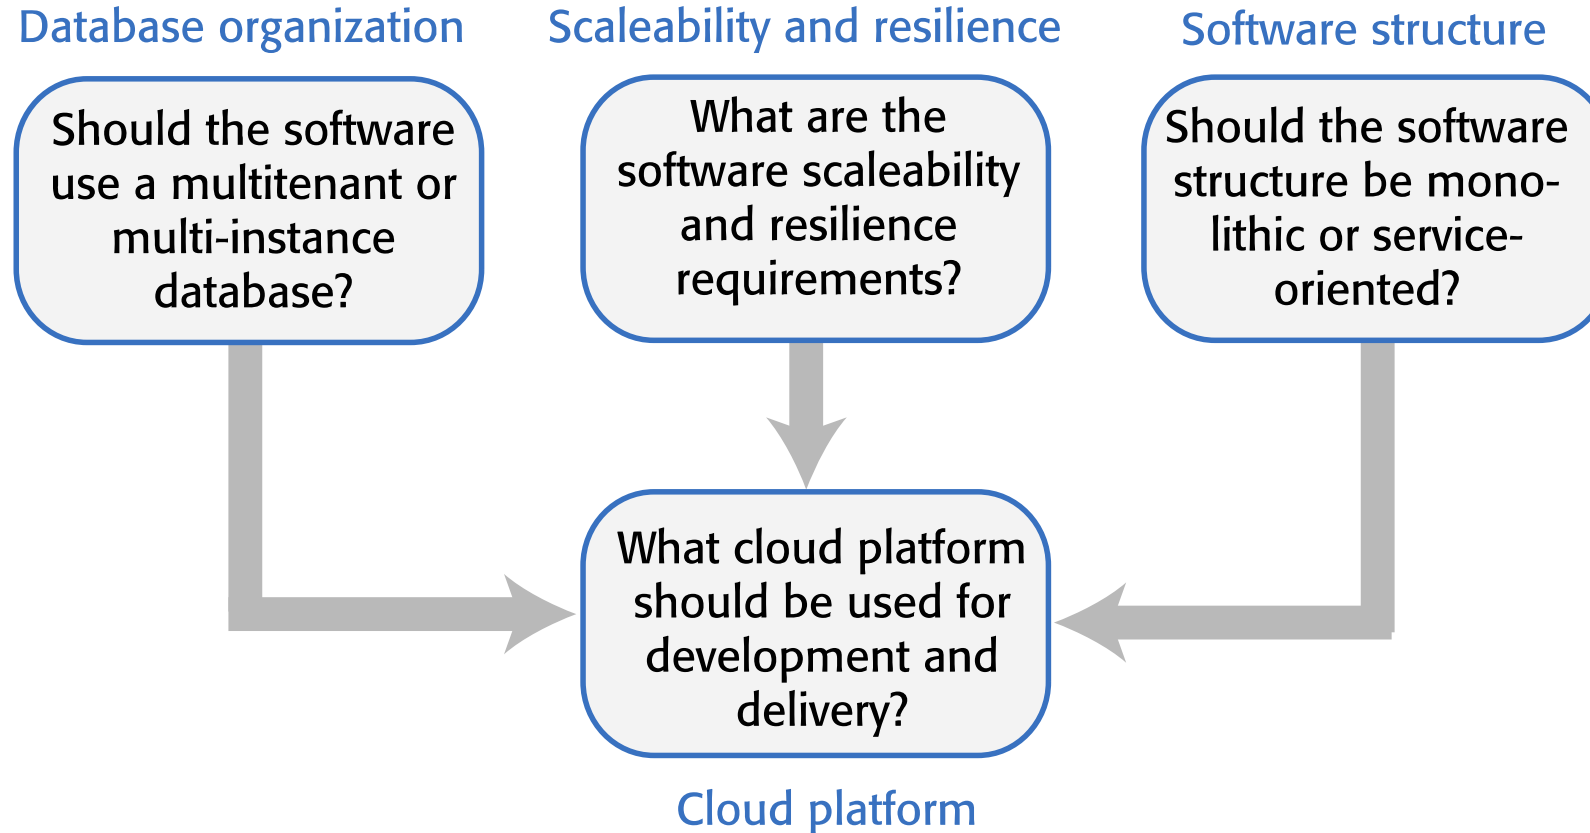 Database organization
Should the software
use a multitenant or
multi-instance
database?
Scaleability and resilience
What are the
software scaleability
and resilience
requirements?
Software structure
Should the software
structure be mono-
lithic or service-
oriented?
What cloud platform
should be used for
development and
delivery?
Cloud platform